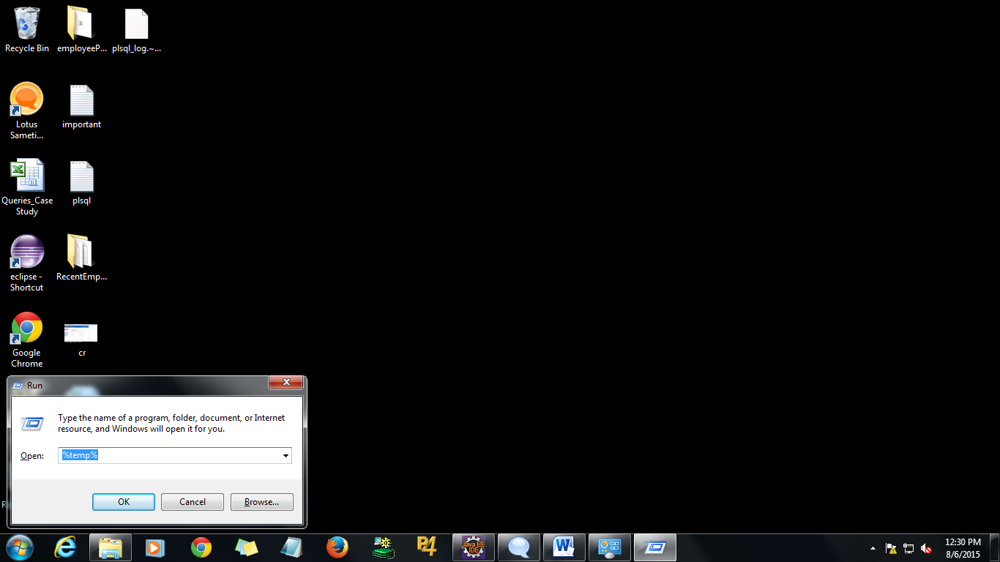 Recycle Bin
employeeP...
plsql_log.~...
Lotus
Sameti...
important
Queries_Case
Study
plsql
eclipse -
Shortcut
RecentEmp...
Google
Chrome
cr
Run
Type the name of a program, folder, document, or Internet
resource, and Windows will open it for you.
Open:
%temp%
OK
Cancel
Browse...
R
P4
Java EE
IDE
12:30 PM
8/6/2015